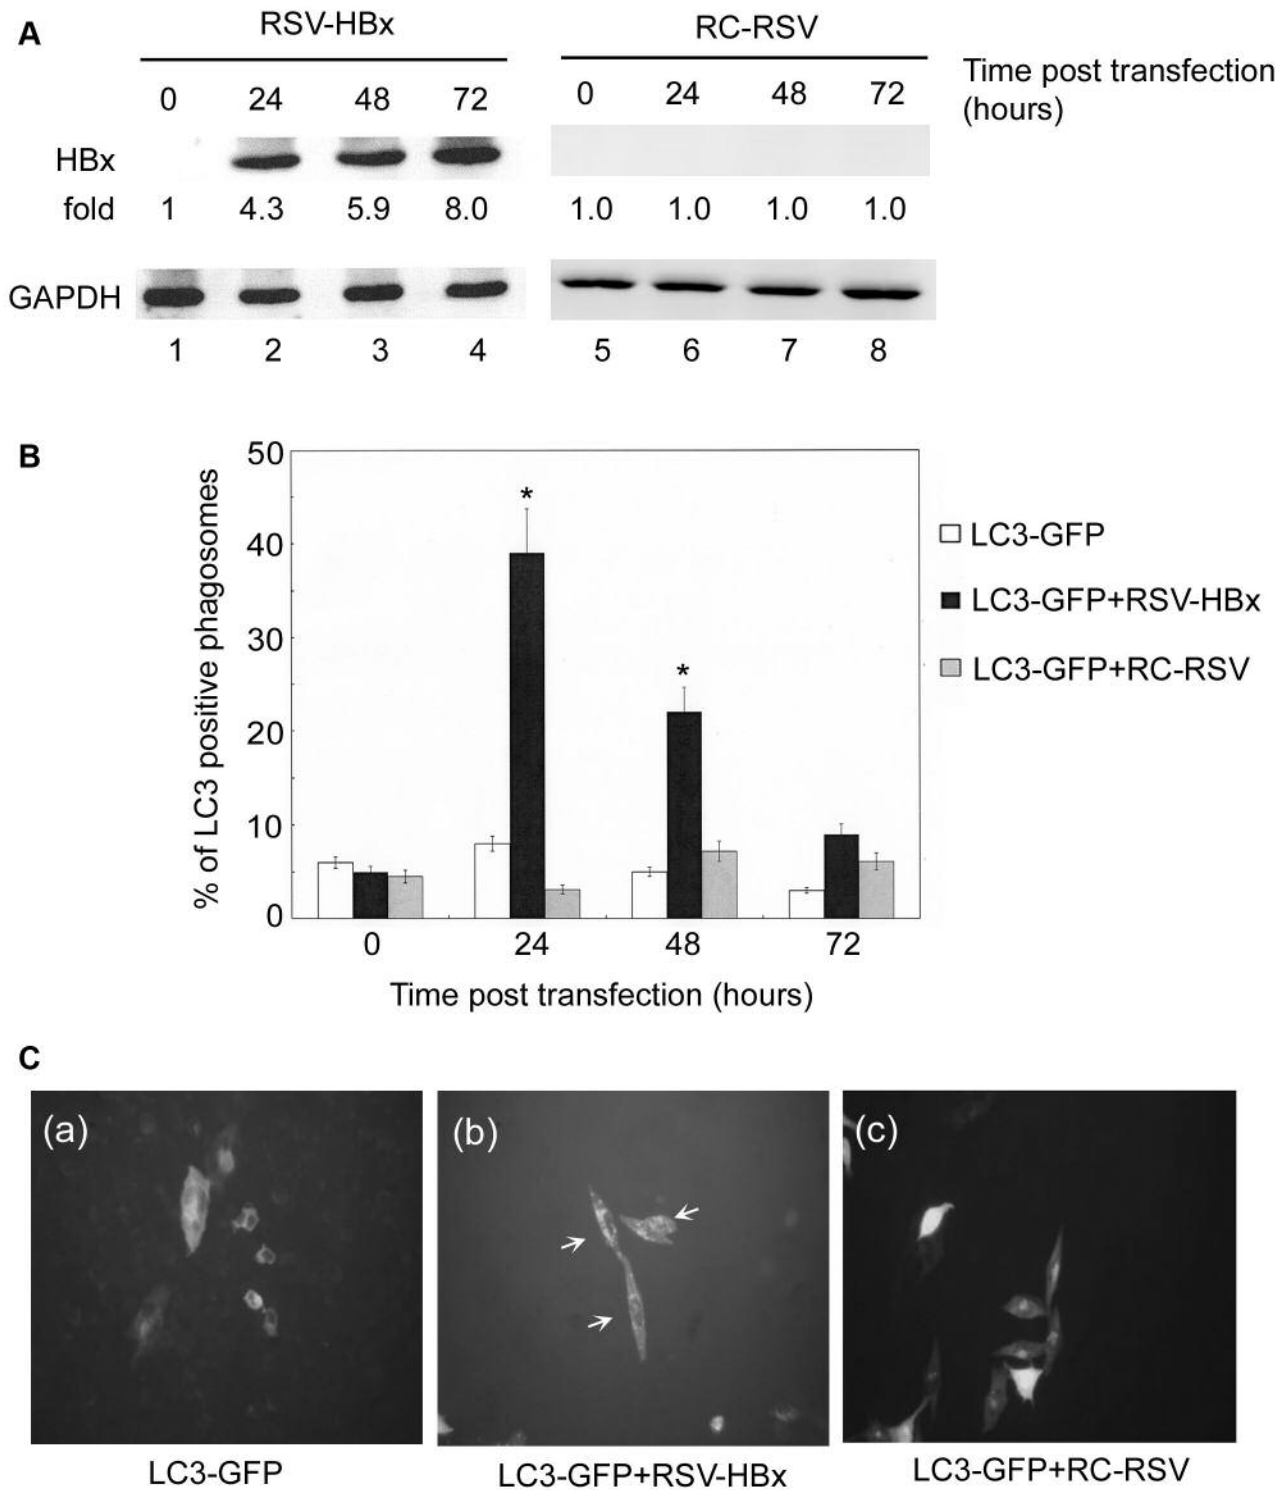 A
RSV-HBx
RC-RSV
Time post transfection
(hours)
0 24 48 72
0 24 48 72
HBx
fold 1 4.3 5.9 8.0 1.0 1.0 1.0 1.0
GAPDH
1 2 3 4 5 6 7 8
B
50
40
30
20
10
0
% of LC3 positive phagosomes
*
*
0 24 48 72
Time post transfection (hours)
LC3-GFP
LC3-GFP+RSV-HBx
LC3-GFP+RC-RSV
C
(a)
(b)
(c)
LC3-GFP
LC3-GFP+RSV-HBx
LC3-GFP+RC-RSV